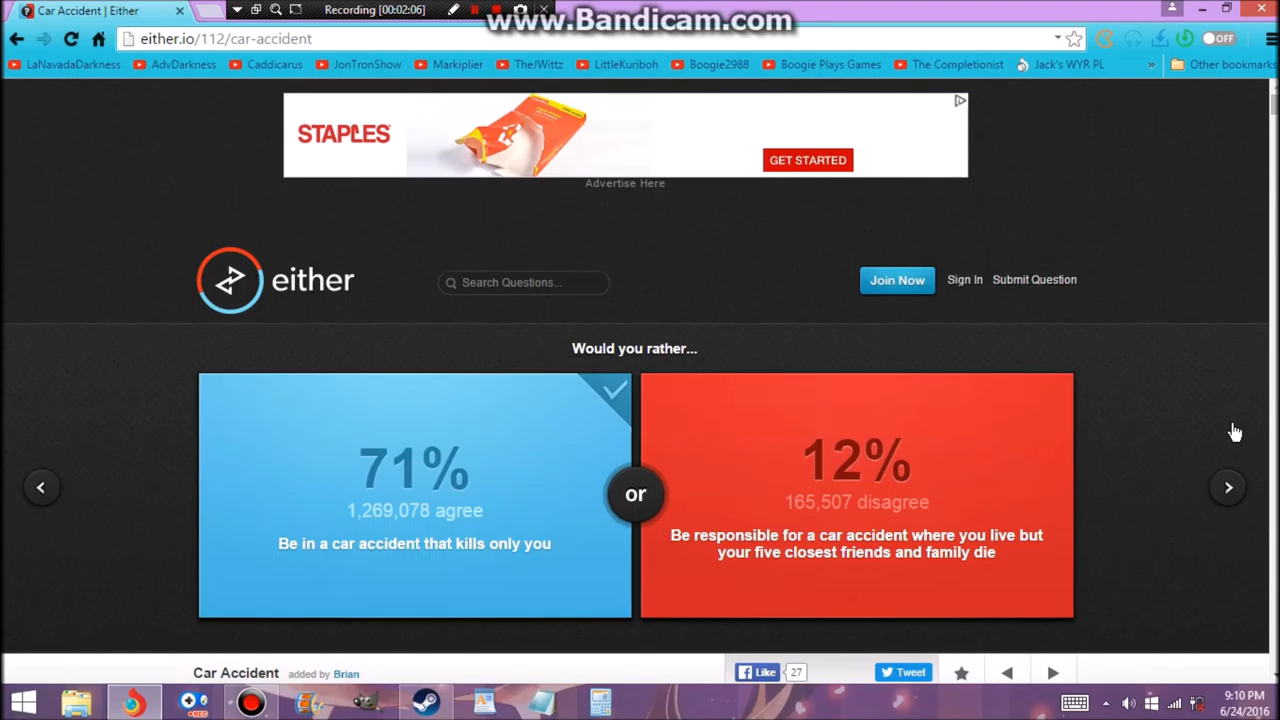 Car Accident | Either
Recording [00:02:06]
www.Bandicam.com
either.io/112/car-accident
OFF
LaNavadaDarkness
AdvDarkness
Caddicarus
JonTronShow
Markiplier
TheJWittz
LittleKuriboh
Boogie2988
Boogie Plays Games
The Completionist
Jack's WYR PL
»
Other bookmarks
STAPLES
GET STARTED
Advertise Here
either
Search Questions...
Join Now
Sign In
Submit Question
Would you rather...
71%
1,269,078 agree
Be in a car accident that kills only you
or
12%
165,507 disagree
Be responsible for a car accident where you live but
your five closest friends and family die
Car Accident added by Brian
Like
27
Tweet
REC
9:10 PM
6/24/2016